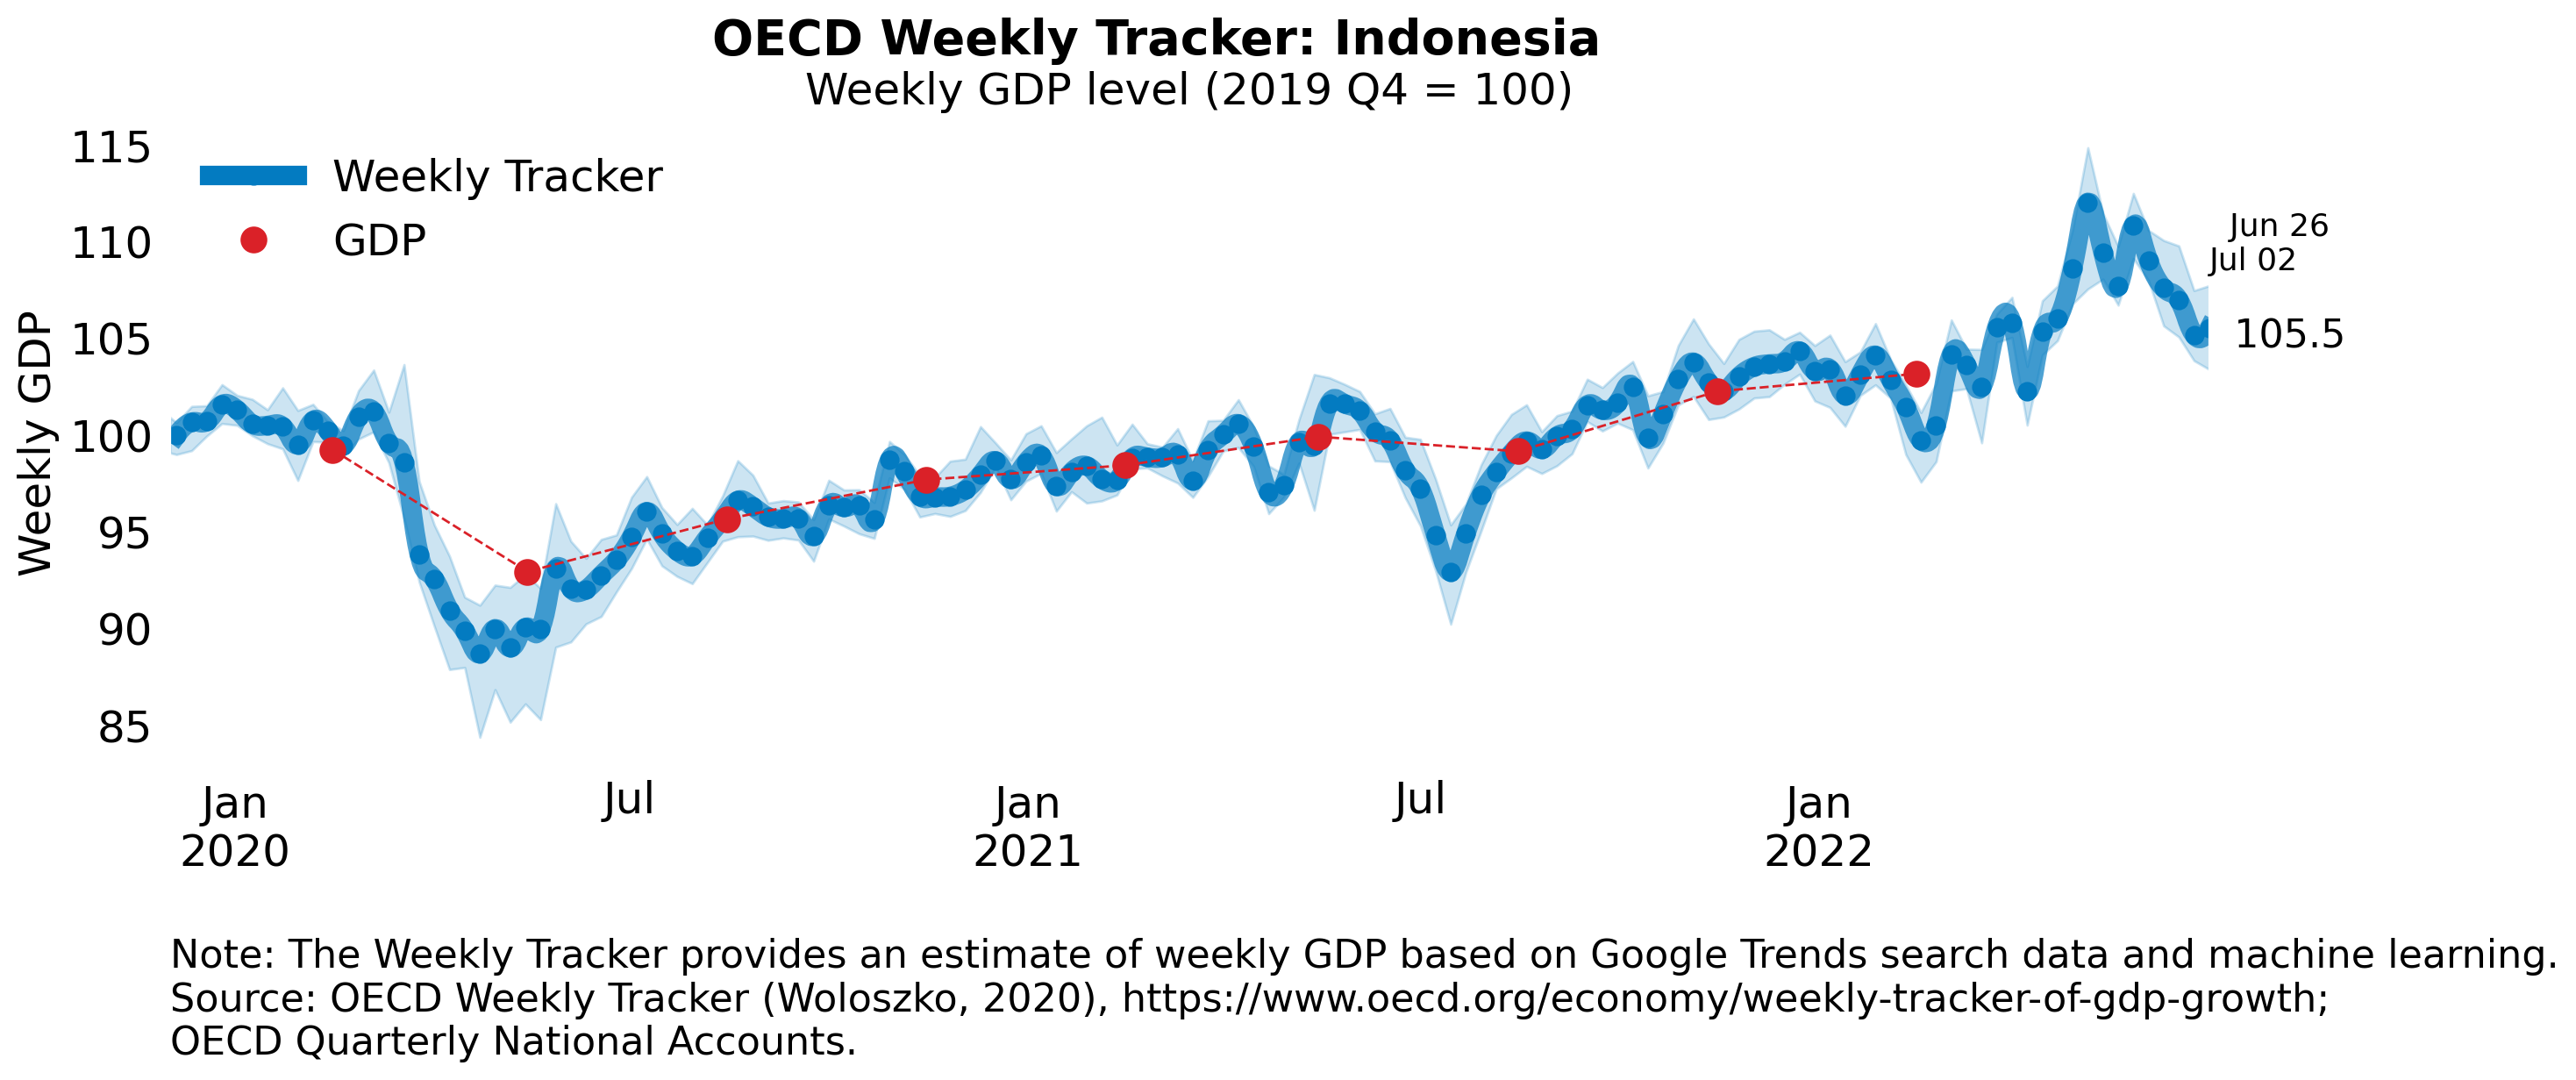 OECD Weekly Tracker: Indonesia
Weekly GDP level (2019 Q4 = 100)
Weekly Tracker
GDP
Weekly GDP
115
110
105
100
95
90
85
Jun 26
Jul 02
105.5
Jan
2020
Jul
Jan
2021
Jul
Jan
2022
Note: The Weekly Tracker provides an estimate of weekly GDP based on Google Trends search data and machine learning.
Source: OECD Weekly Tracker (Woloszko, 2020), https://www.oecd.org/economy/weekly-tracker-of-gdp-growth;
OECD Quarterly National Accounts.